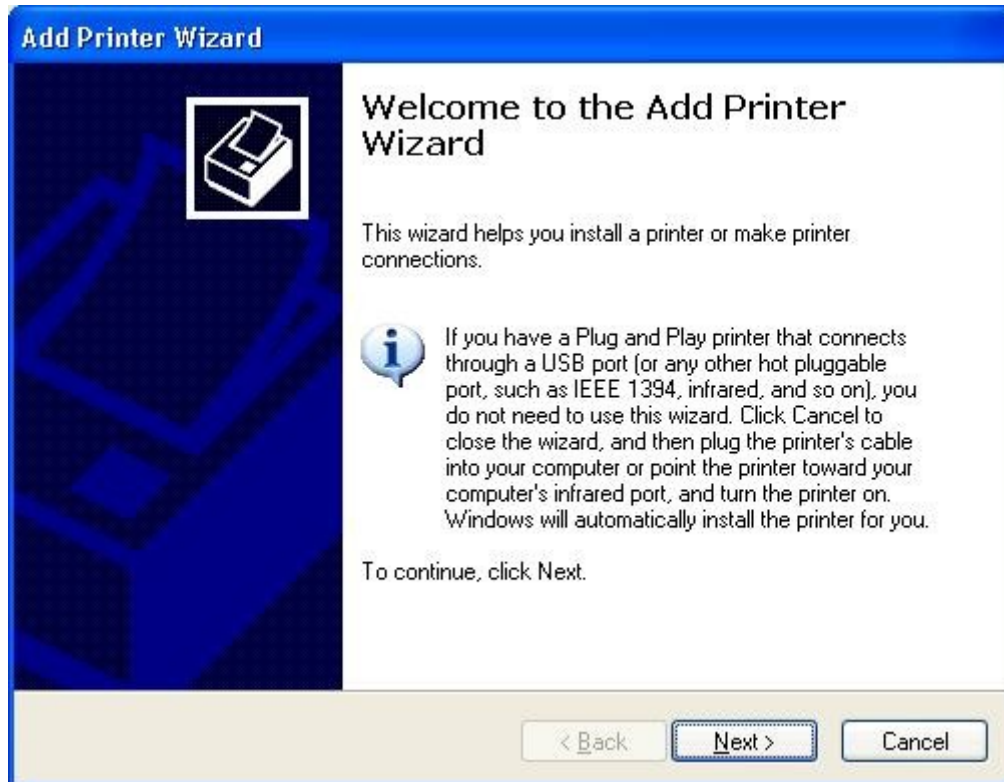 Add Printer Wizard
Welcome to the Add Printer
Wizard
This wizard helps you install a printer or make printer
connections.
If you have a Plug and Play printer that connects
through a USB port (or any other hot pluggable
port, such as IEEE 1394, infrared, and so on), you
do not need to use this wizard. Click Cancel to
close the wizard, and then plug the printer's cable
into your computer or point the printer toward your
computer's infrared port, and turn the printer on.
Windows will automatically install the printer for you.
To continue, click Next.
< Back Next > Cancel